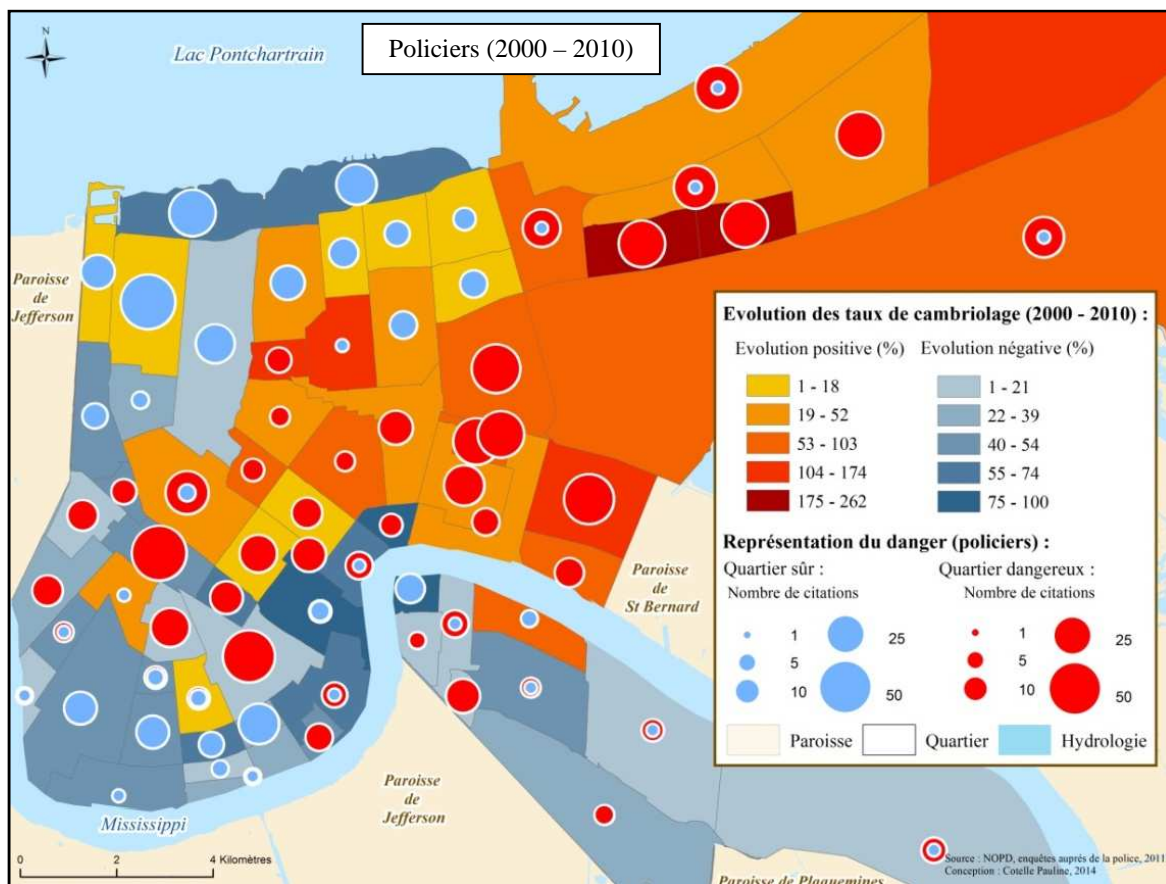 Lac Pontchartrain
Policiers (2000 – 2010)
Paroisse
de
Jefferson
Evolution des taux de cambriolage (2000 - 2010) :
Evolution positive (%)
Evolution négative (%)
1 - 18
1 - 21
19 - 52
22 - 39
53 - 103
40 - 54
104 - 174
55 - 74
175 - 262
75 - 100
Représentation du danger (policiers) :
Quartier sûr :
Quartier dangereux :
Nombre de citations
Nombre de citations
1
25
1
25
5
5
10
50
10
50
Paroisse
Quartier
Hydrologie
Paroisse
de
St Bernard
Paroisse
de
Jefferson
Mississippi
0
2
4 Kilomètres
Source : NOPD, enquêtes auprés de la police, 2011
Conception : Cotelle Pauline, 2014
Paroisse de Plaquemines